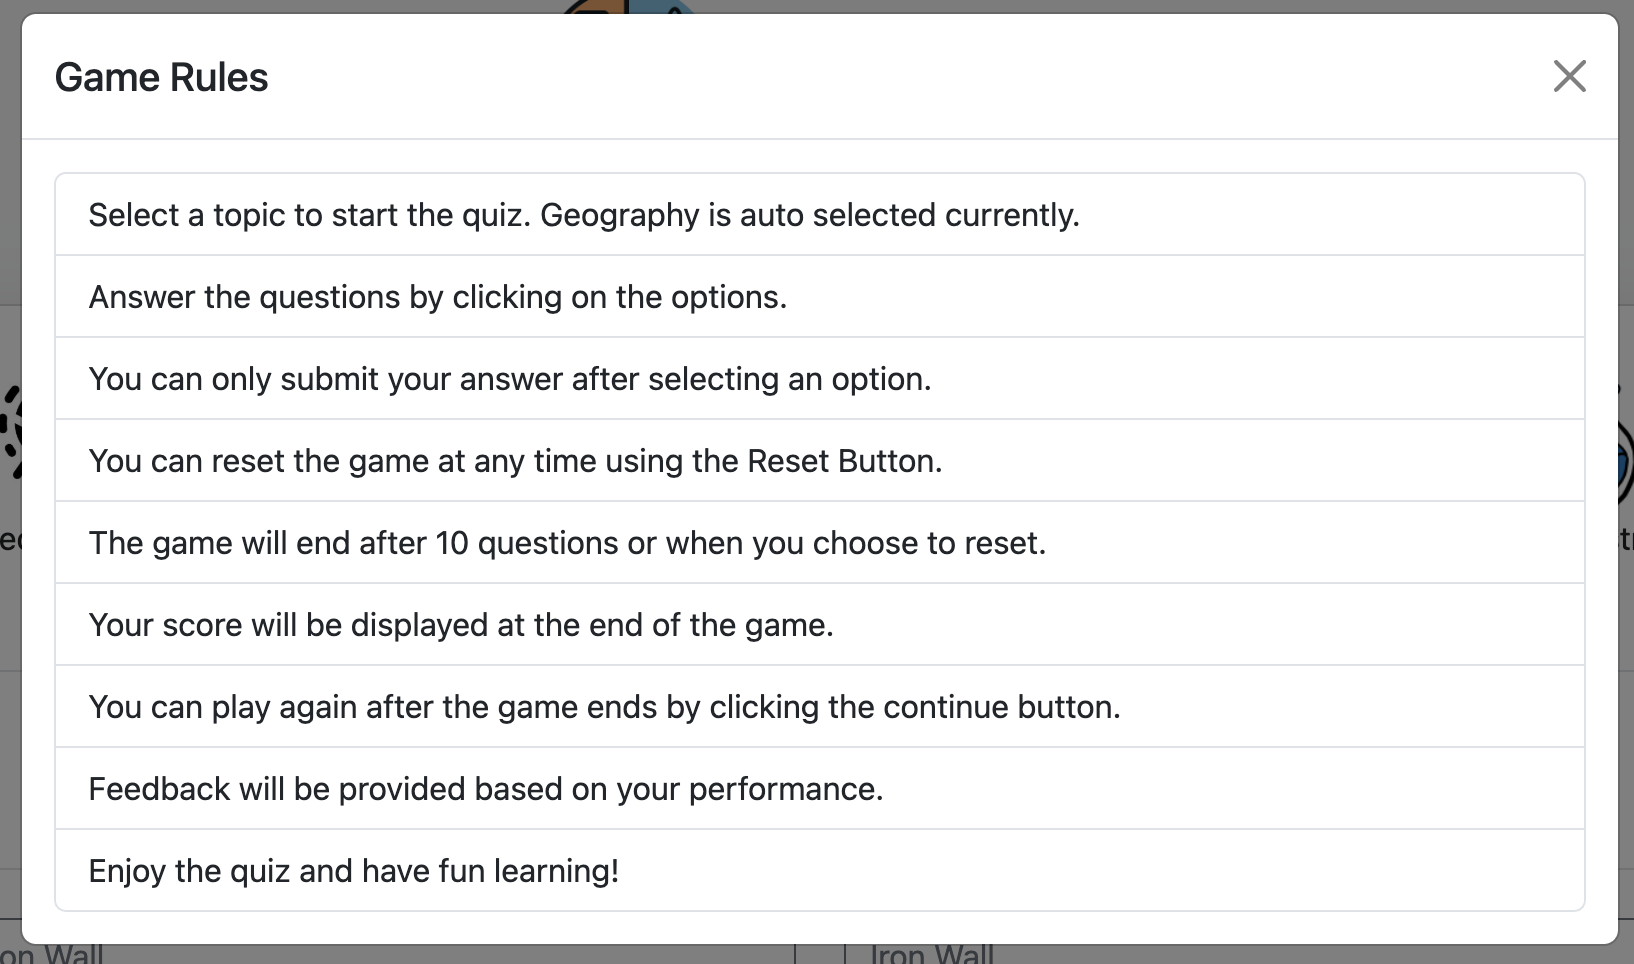 Game Rules
Select a topic to start the quiz. Geography is auto selected currently.
Answer the questions by clicking on the options.
You can only submit your answer after selecting an option.
You can reset the game at any time using the Reset Button.
The game will end after 10 questions or when you choose to reset.
Your score will be displayed at the end of the game.
You can play again after the game ends by clicking the continue button.
Feedback will be provided based on your performance.
Enjoy the quiz and have fun learning!
Wall
Iron Wall